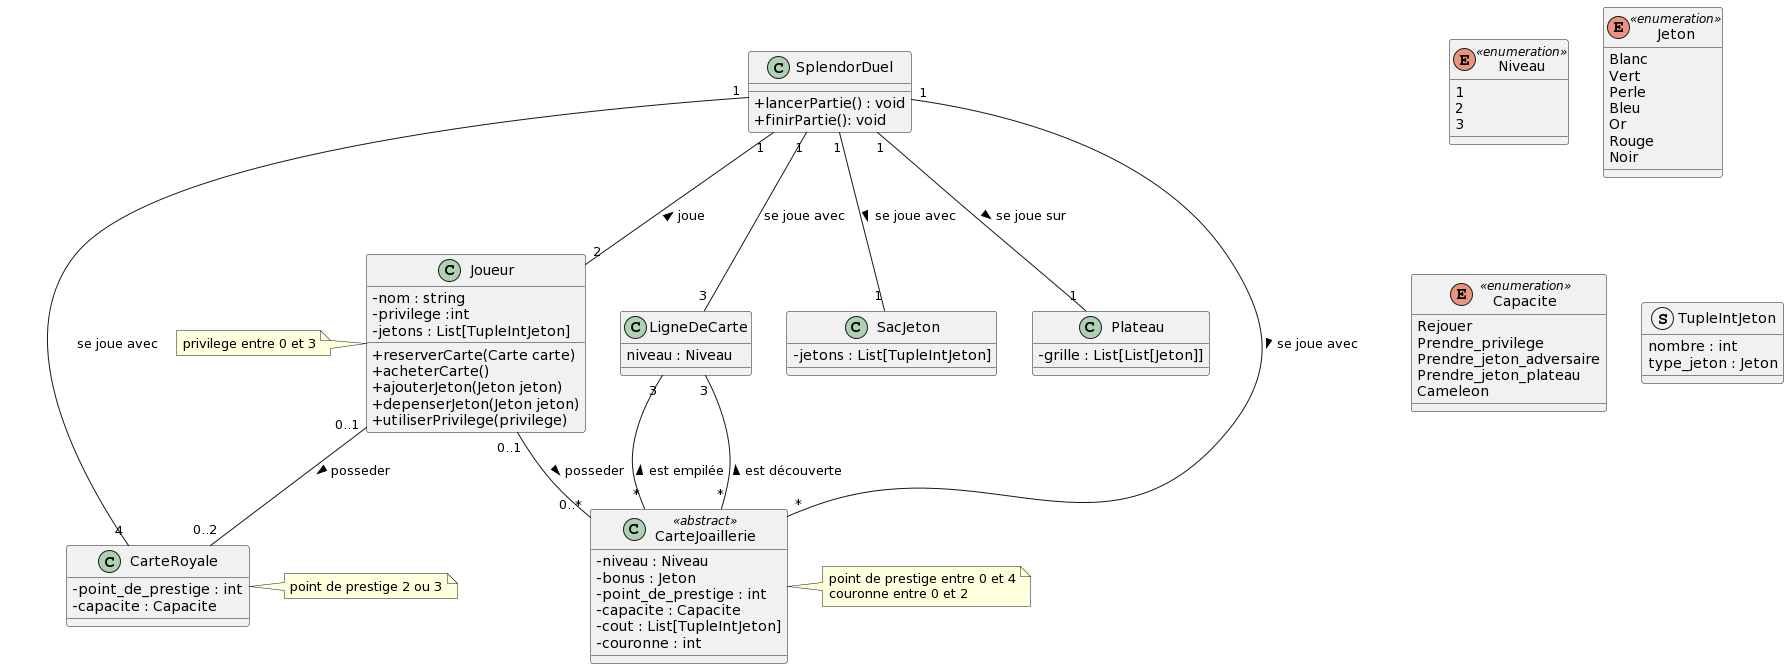 C SplendorDuel
+lancerPartie() : void
+finirPartie(): void
E «enumeration»
Niveau
1
2
3
E «enumeration»
Jeton
Blanc
Vert
Perle
Bleu
Or
Rouge
Noir
1
1
1
1
1
1
joue
se joue avec
se joue avec
se joue sur
2
3
1
1
C Joueur
-nom : string
-privilege :int
-jetons : List[TupleIntJeton]
+reserverCarte(Carte carte)
+acheterCarte()
+ajouterJeton(Jeton jeton)
+depenserJeton(Jeton jeton)
+utiliserPrivilege(privilege)
privilege entre 0 et 3
C LigneDeCarte
niveau : Niveau
C SacJeton
-jetons : List[TupleIntJeton]
C Plateau
-grille : List[List[Jeton]]
E «enumeration»
Capacite
Rejouer
Prendre_privilege
Prendre_jeton_adversaire
Prendre_jeton_plateau
Cameleon
S TupleIntJeton
nombre : int
type_jeton : Jeton
se joue avec
se joue avec
3
3
0..1
0..1
posseder
posseder
est empilée
est découverte
4
0..2
0..*
*
*
*
C CarteRoyale
-point_de_prestige : int
-capacite : Capacite
point de prestige 2 ou 3
C «abstract»
CarteJoaillerie
-niveau : Niveau
-bonus : Jeton
-point_de_prestige : int
-capacite : Capacite
-cout : List[TupleIntJeton]
-couronne : int
point de prestige entre 0 et 4
couronne entre 0 et 2